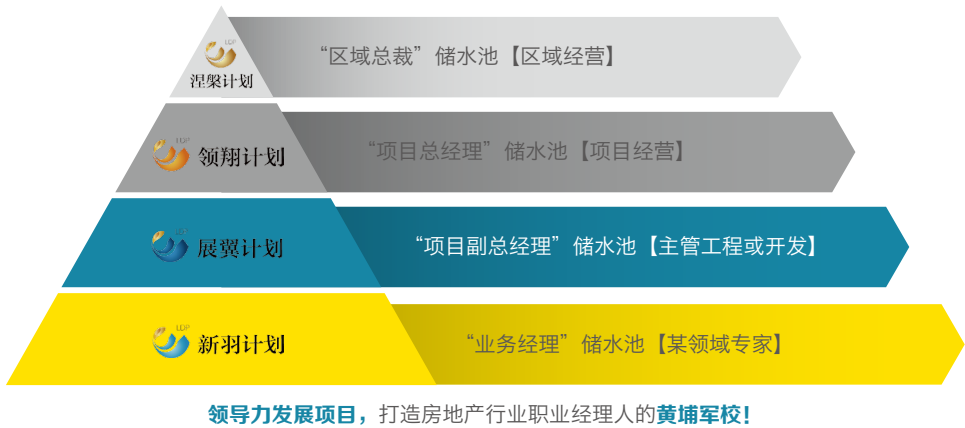 LDP
涅槃计划
“区域总裁”储水池【区域经营】
LDP
领翔计划
“项目总经理”储水池【项目经营】
LDP
展翼计划
“项目副总经理”储水池【主管工程或开发】
LDP
新羽计划
“业务经理”储水池【某领域专家】
领导力发展项目，打造房地产行业职业经理人的黄埔军校！